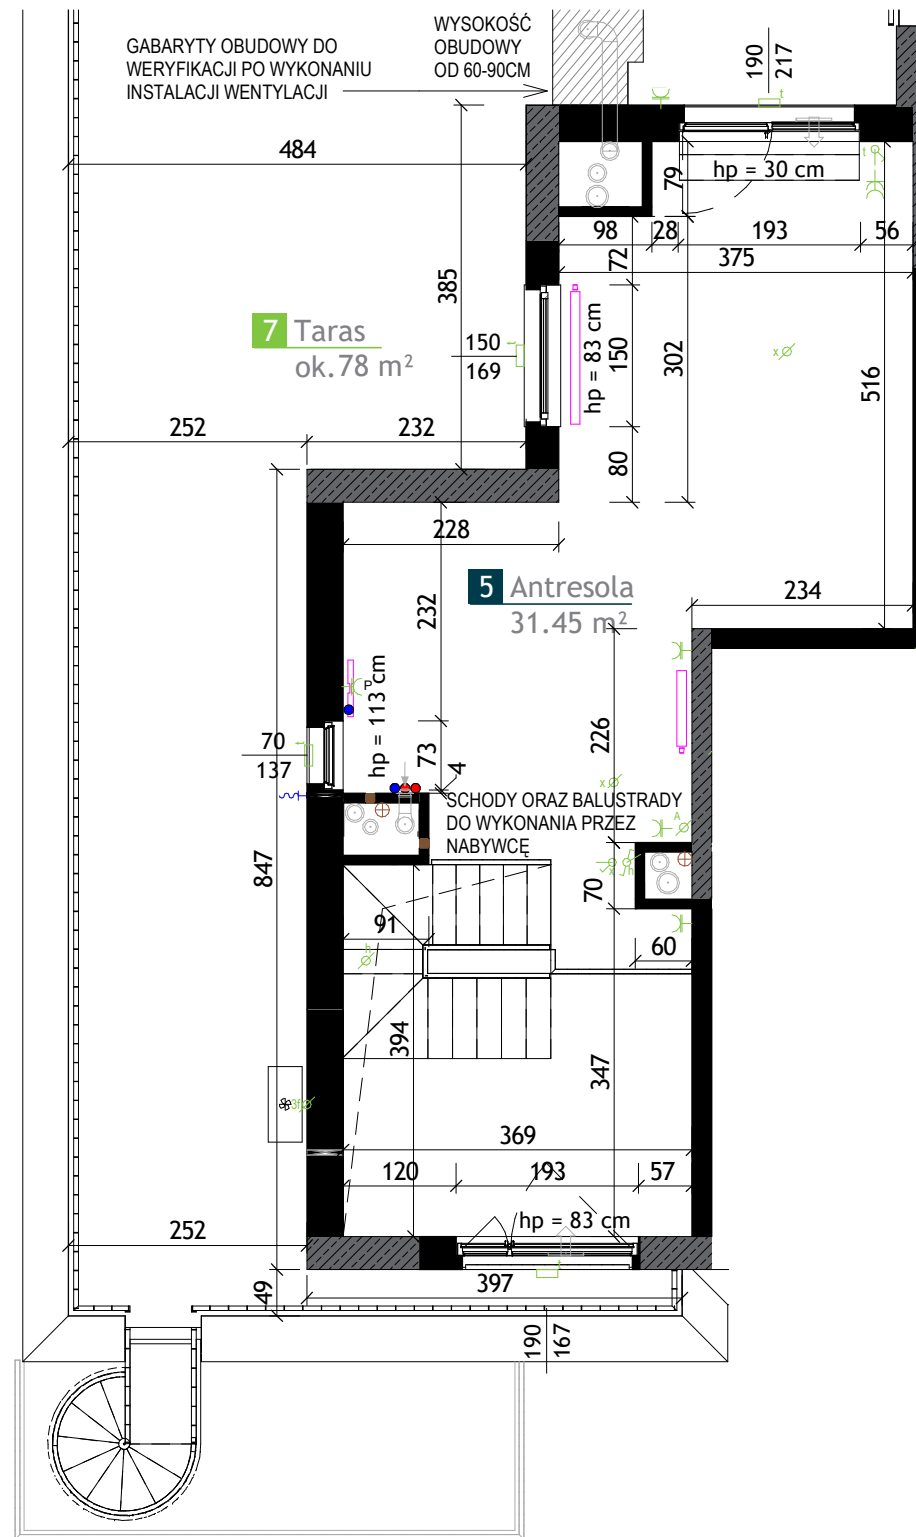 GABARYTY OBUDOWY DO
WERYFIKACJI PO WYKONANIU
INSTALACJI WENTYLACJI
WYSOKOŚĆ
OBUDOWY
OD 60-90CM
190
217
t
484
79
hp = 30 cm
t
98
28
193
56
375
72
385
7 Taras
ok.78 m²
150
169
t
hp = 83 cm
150
302
x
516
252
232
80
228
5 Antresola
31.45 m²
234
232
P
hp = 113 cm
226
70
137
t
73
4
x
SCHODY ORAZ BALUSTRADY
DO WYKONANIA PRZEZ
NABYWCĘ
A
847
x
h
70
91
h
60
394
347
3f
369
120
193
57
hp = 83 cm
252
t
49
397
190
167